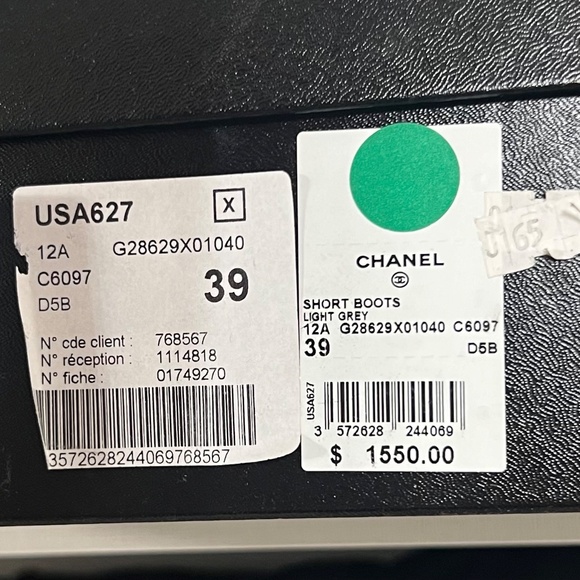 USA627
X
12A G28629X01040
C6097
39
D5B
N° cde client : 768567
N° réception : 1114818
N° fiche : 01749270
3572628244069768567
CHANEL
SHORT BOOTS
LIGHT GREY
12A G28629X01040 C6097
39 D5B
USA627
3 572628 244069
$ 1550.00
165